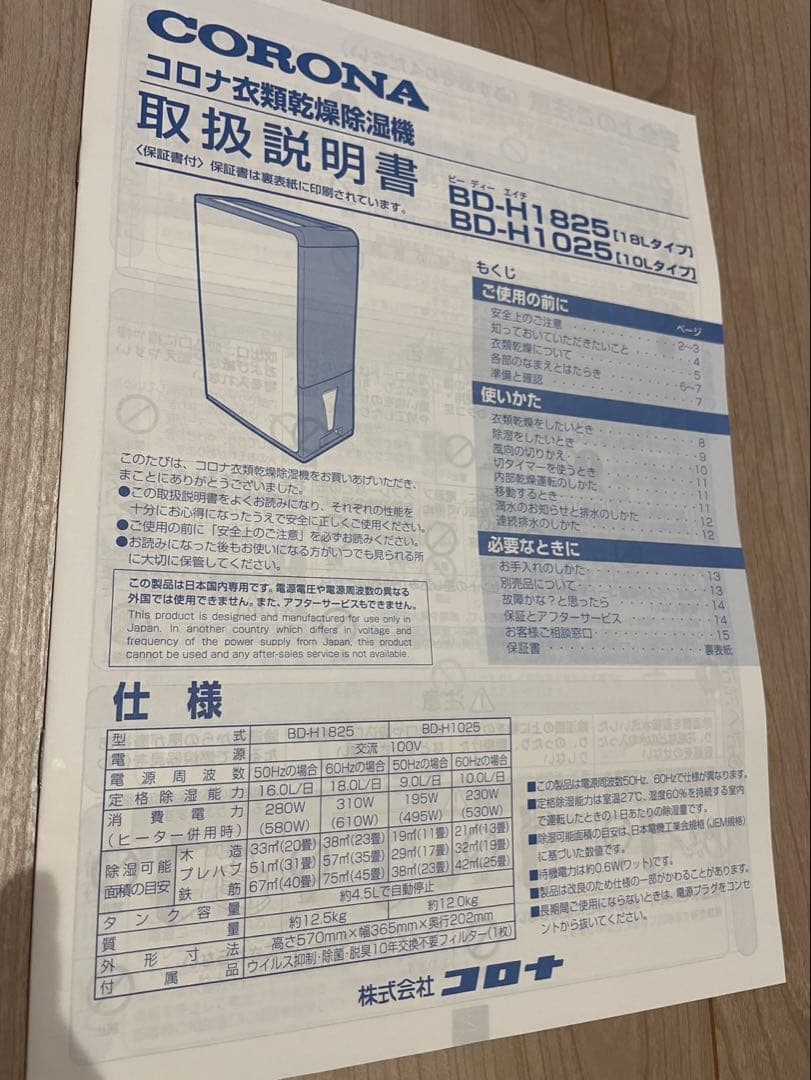 CORONA
コロナ衣類乾燥除湿機
取扱説明書
〈保証書付〉保証書は裏表紙に印刷されています。
ビー ディー エイチ
BD-H1825[18Lタイプ]
BD-H1025[10Lタイプ]
もくじ
ご使用の前に ページ
安全上のご注意 2~3
知っておいていただきたいこと 4
衣類乾燥について 5
各部のなまえとはたらき 6~7
準備と確認 7
使いかた
衣類乾燥をしたいとき 8
除湿をしたいとき 9
風向の切りかえ 10
切タイマーを使うとき 11
内部乾燥運転のしかた 11
移動するとき 11
満水のお知らせと排水のしかた 12
連続排水のしかた 12
必要なときに
お手入れのしかた 13
別売品について 13
故障かな?と思ったら 14
保証とアフターサービス 14
お客様ご相談窓口 15
保証書 裏表紙
このたびは、コロナ衣類乾燥除湿機をお買いあげいただき、
まことにありがとうございました。
●この取扱説明書をよくお読みになり、それぞれの性能を
十分にお心得になったうえで安全に正しくご使用ください。
●ご使用の前に「安全上のご注意」を必ずお読みください。
●お読みになった後もお使いになる方がいつでも見られる所
に大切に保管してください。
この製品は日本国内専用です。電源電圧や電源周波数の異なる
外国では使用できません。また、アフターサービスもできません。
This product is designed and manufactured for use only in
Japan. In another country which differs in voltage and
frequency of the power supply from Japan, this product
cannot be used and any after-sales service is not available.
仕様
型式 BD-H1825 BD-H1025
電源 交流 100V
電源周波数 50Hzの場合 60Hzの場合 50Hzの場合 60Hzの場合
定格除湿能力 16.0L/日 18.0L/日 9.0L/日 10.0L/日
消費電力 280W 310W 195W 230W
(ヒーター併用時) (580W) (610W) (495W) (530W)
除湿可能 木造 33㎡(20畳) 38㎡(23畳) 19㎡(11畳) 21㎡(13畳)
プレハブ 51㎡(31畳) 57㎡(35畳) 29㎡(17畳) 32㎡(19畳)
面積の目安 鉄筋 67㎡(40畳) 75㎡(45畳) 38㎡(23畳) 42㎡(25畳)
タンク容量 約4.5Lで自動停止
質量 約12.5kg 約12.0kg
外形寸法 高さ570mm×幅365mm×奥行202mm
付属品 ウイルス抑制・除菌・脱臭10年交換不要フィルター(1枚)
■この製品は電源周波数50Hz、60Hzで仕様が異なります。
■定格除湿能力は室温27℃、湿度60%を持続する室内
で運転したときの1日あたりの除湿量です。
■除湿可能面積の目安は、日本電機工業会規格(JEM規格)
に基づいた数値です。
■待機電力は約0.6W(ワット)です。
■製品は改良のため仕様の一部がかわることがあります。
■長期間ご使用にならないときは、電源プラグをコンセ
ントから抜いてください。
株式会社 コロナ